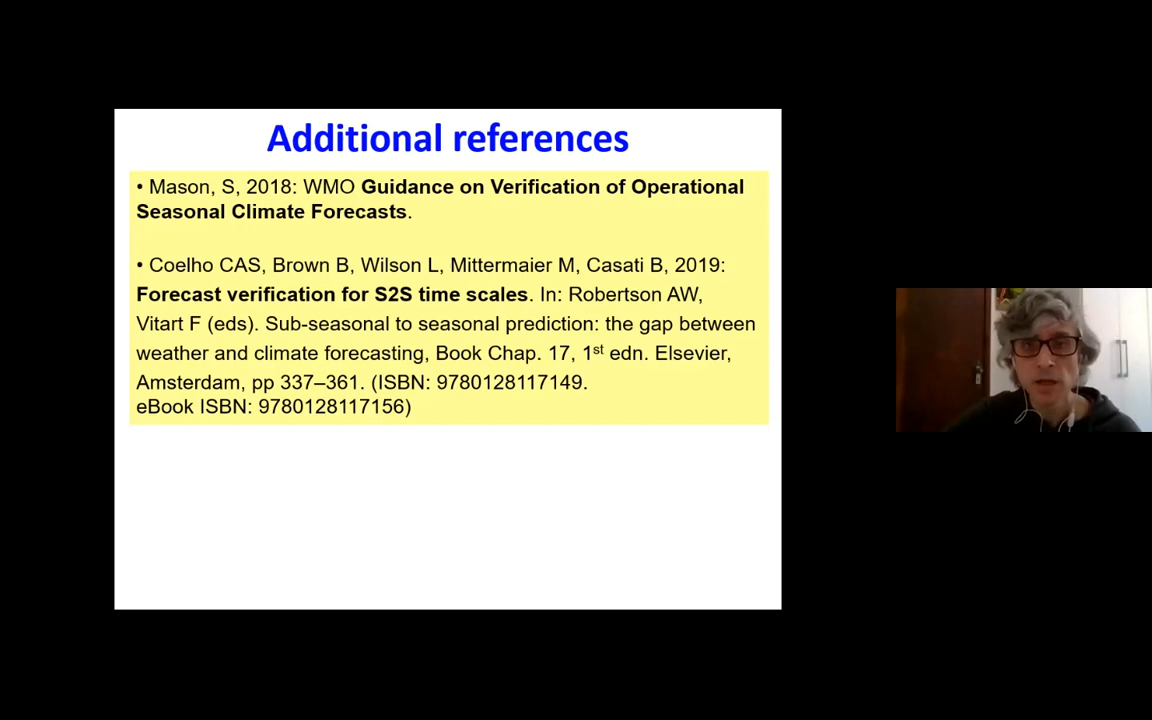 Additional references
• Mason, S, 2018: WMO Guidance on Verification of Operational
Seasonal Climate Forecasts.
• Coelho CAS, Brown B, Wilson L, Mittermaier M, Casati B, 2019:
Forecast verification for S2S time scales. In: Robertson AW,
Vitart F (eds). Sub-seasonal to seasonal prediction: the gap between
weather and climate forecasting, Book Chap. 17, 1st edn. Elsevier,
Amsterdam, pp 337–361. (ISBN: 9780128117149.
eBook ISBN: 9780128117156)